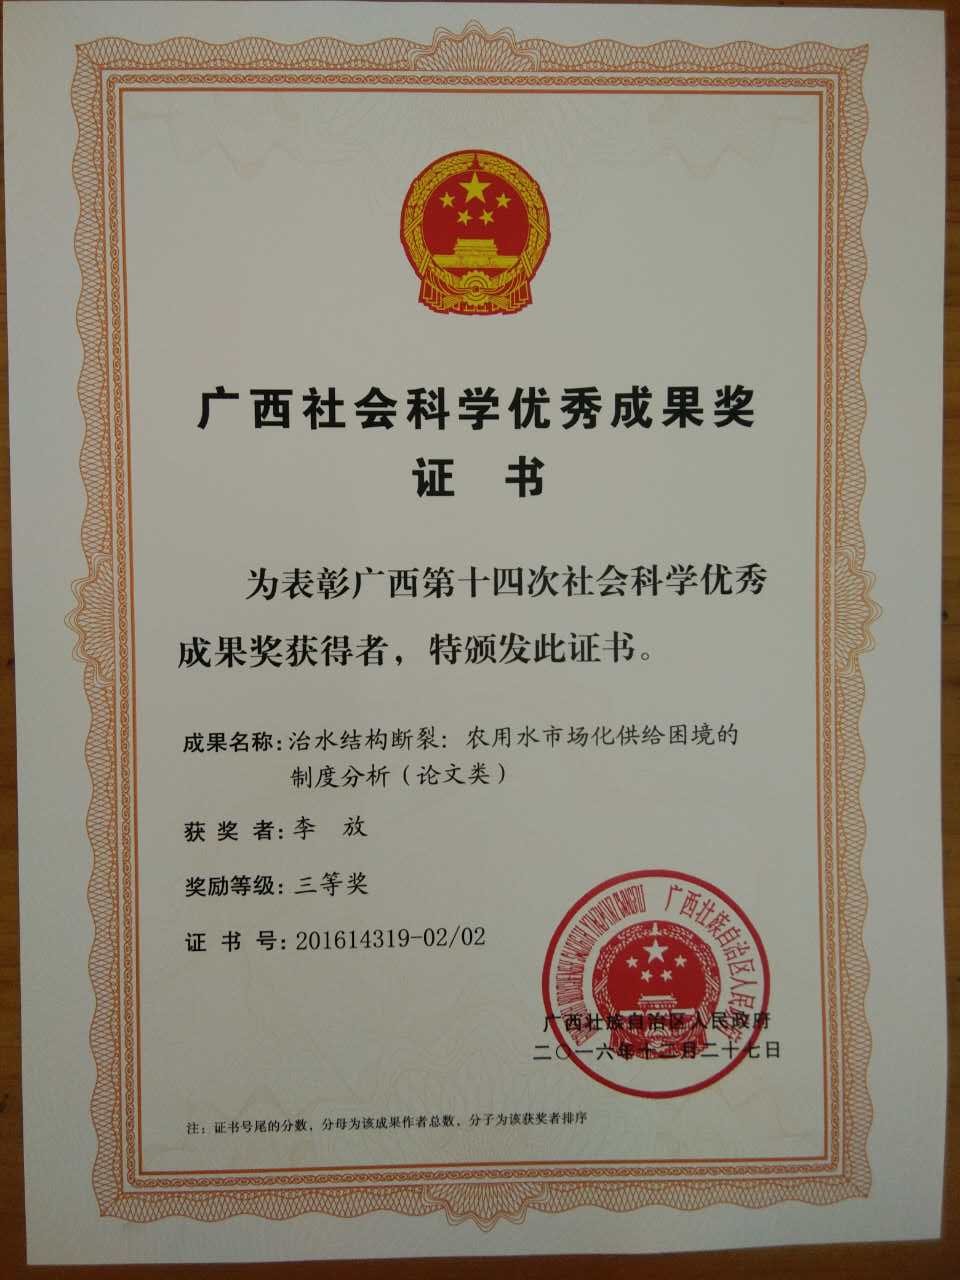 广西社会科学优秀成果奖
证 书
为表彰广西第十四次社会科学优秀
成果奖获得者，特颁发此证书。
成果名称：治水结构断裂：农用水市场化供给困境的
制度分析（论文类）
获 奖 者：李 放
奖励等级：三等奖
证 书 号：201614319-02/02
广西壮族自治区人民
广西壮族自治区人民政府
二〇一六年十二月二十七日
注：证书号尾的分数，分母为该成果作者总数，分子为该获奖者排序